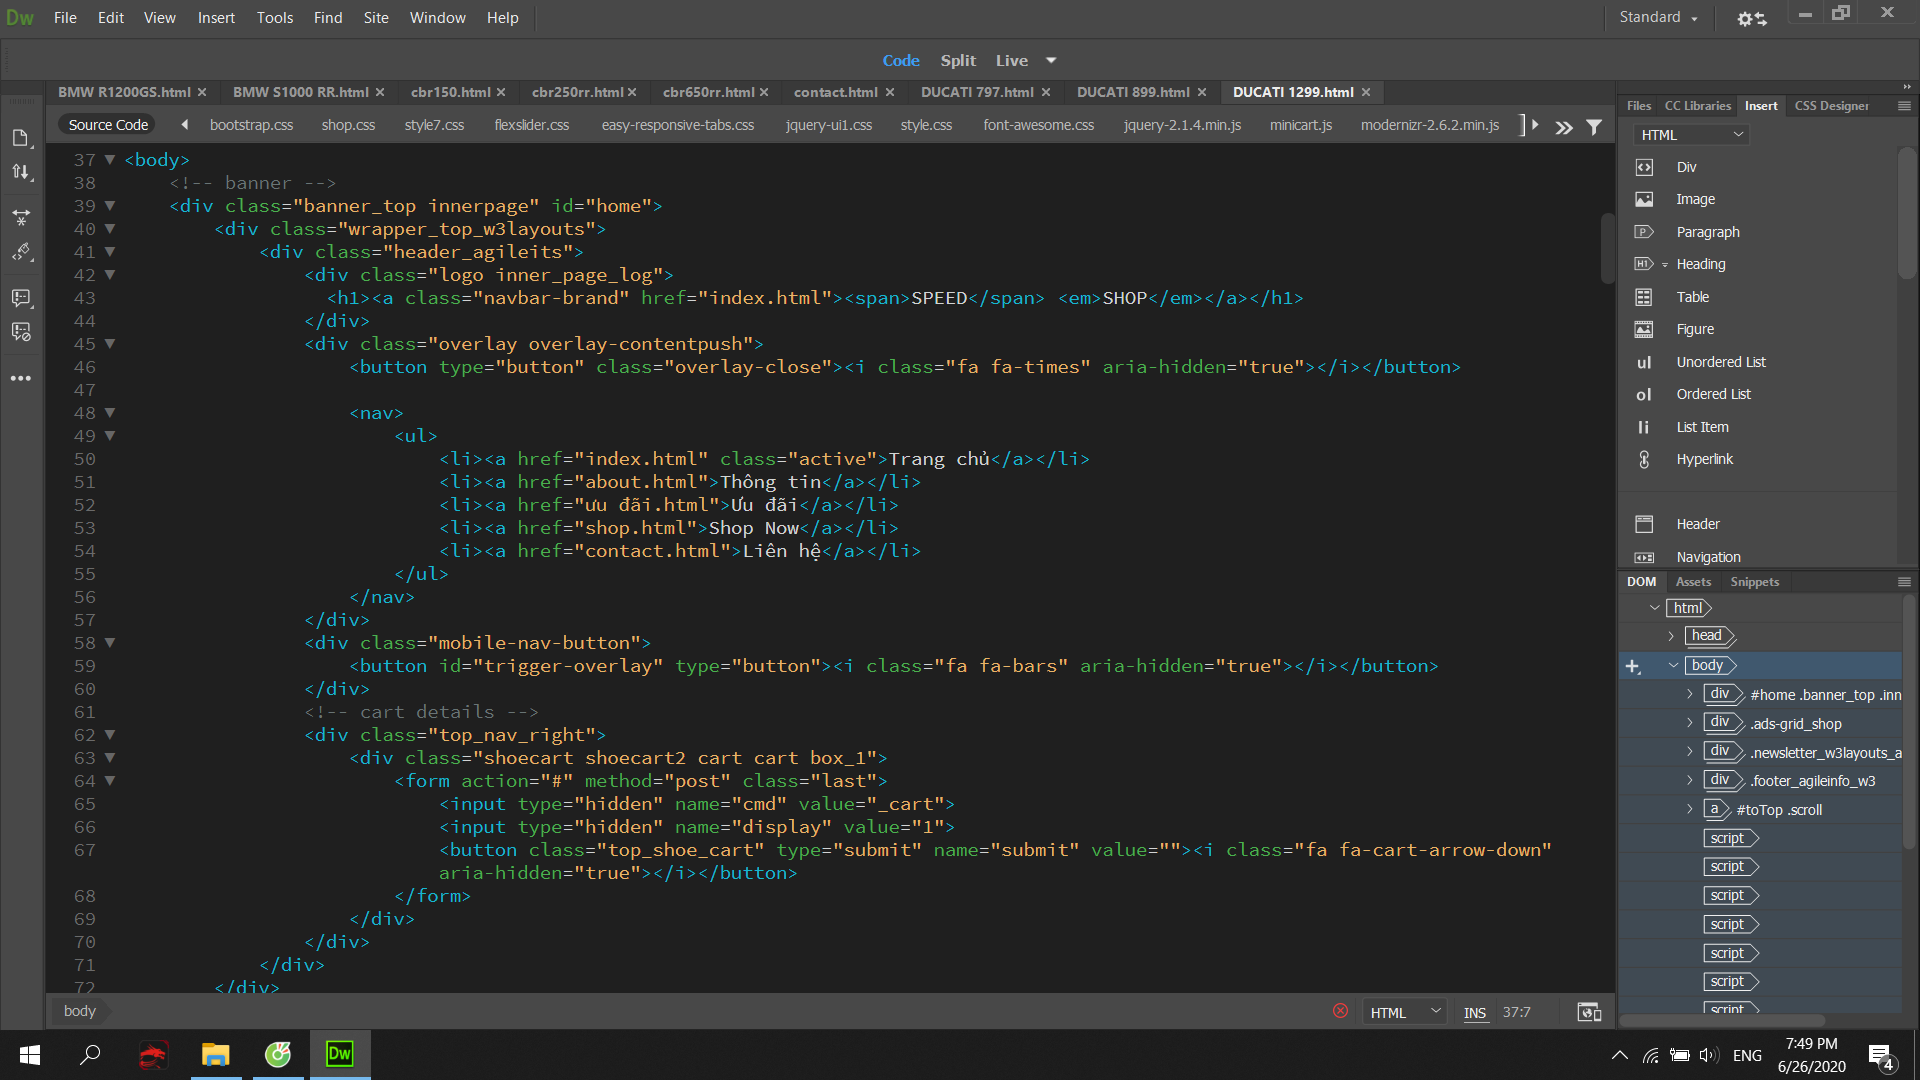 Dw File Edit View Insert Tools Find Site Window Help Standard
Code Split Live
BMW R1200GS.html BMW S1000 RR.html cbr150.html cbr250rr.html cbr650rr.html contact.html DUCATI 797.html DUCATI 899.html DUCATI 1299.html
Source Code bootstrap.css shop.css style7.css flexslider.css easy-responsive-tabs.css jquery-ui1.css style.css font-awesome.css jquery-2.1.4.min.js minicart.js modernizr-2.6.2.min.js
37 <body>
38 <!-- banner -->
39 <div class="banner_top innerpage" id="home">
40 <div class="wrapper_top_w3layouts">
41 <div class="header_agileits">
42 <div class="logo inner_page_log">
43 <h1><a class="navbar-brand" href="index.html"><span>SPEED</span> <em>SHOP</em></a></h1>
44 </div>
45 <div class="overlay overlay-contentpush">
46 <button type="button" class="overlay-close"><i class="fa fa-times" aria-hidden="true"></i></button>
47
48 <nav>
49 <ul>
50 <li><a href="index.html" class="active">Trang chủ</a></li>
51 <li><a href="about.html">Thông tin</a></li>
52 <li><a href="ưu đãi.html">Ưu đãi</a></li>
53 <li><a href="shop.html">Shop Now</a></li>
54 <li><a href="contact.html">Liên hệ</a></li>
55 </ul>
56 </nav>
57 </div>
58 <div class="mobile-nav-button">
59 <button id="trigger-overlay" type="button"><i class="fa fa-bars" aria-hidden="true"></i></button>
60 </div>
61 <!-- cart details -->
62 <div class="top_nav_right">
63 <div class="shoecart shoecart2 cart cart box_1">
64 <form action="#" method="post" class="last">
65 <input type="hidden" name="cmd" value="_cart">
66 <input type="hidden" name="display" value="1">
67 <button class="top_shoe_cart" type="submit" name="submit" value=""><i class="fa fa-cart-arrow-down"
aria-hidden="true"></i></button>
68 </form>
69 </div>
70 </div>
71 </div>
72 </div>
body HTML INS 37:7
Files CC Libraries Insert CSS Designer
HTML
Div
Image
Paragraph
H1 Heading
Table
Figure
ul Unordered List
ol Ordered List
li List Item
Hyperlink
Header
Navigation
DOM Assets Snippets
html
head
body
div #home .banner_top .inn
div .ads-grid_shop
div .newsletter_w3layouts_a
div .footer_agileinfo_w3
a #toTop .scroll
script
script
script
script
script
script
script
Dw ENG 7:49 PM
6/26/2020
4